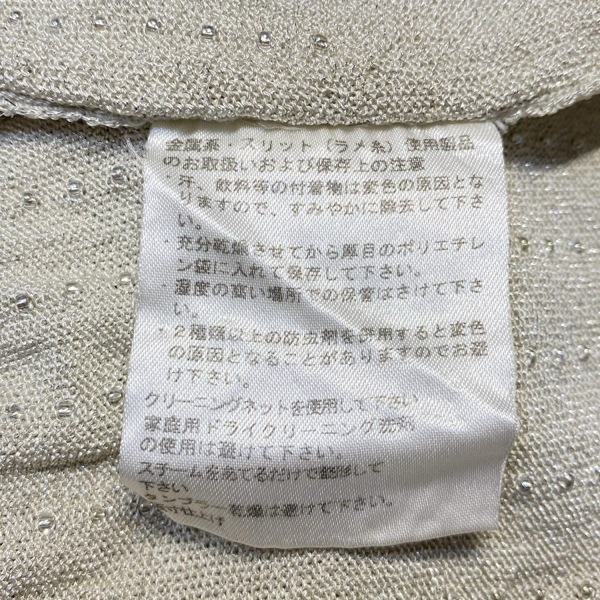 金属糸・スリット（ラメ糸）使用製品
のお取扱いおよび保存上の注意
・汗、飲料等の付着物は変色の原因とな
りますので、すみやかに除去して下さ
い。
・充分乾燥させてから厚目のポリエチレ
ン袋に入れて保存して下さい。
・湿度の高い場所での保管はさけて下さ
い。
・２種類以上の防虫剤を併用すると変色
の原因となることがありますのでお避
け下さい。
クリーニングネットを使用して下さい
家庭用ドライクリーニング洗剤
の使用は避けて下さい。
スチームをあてるだけで整形して
下さい
タンブラー乾燥は避けて下さい。
寸仕上げ